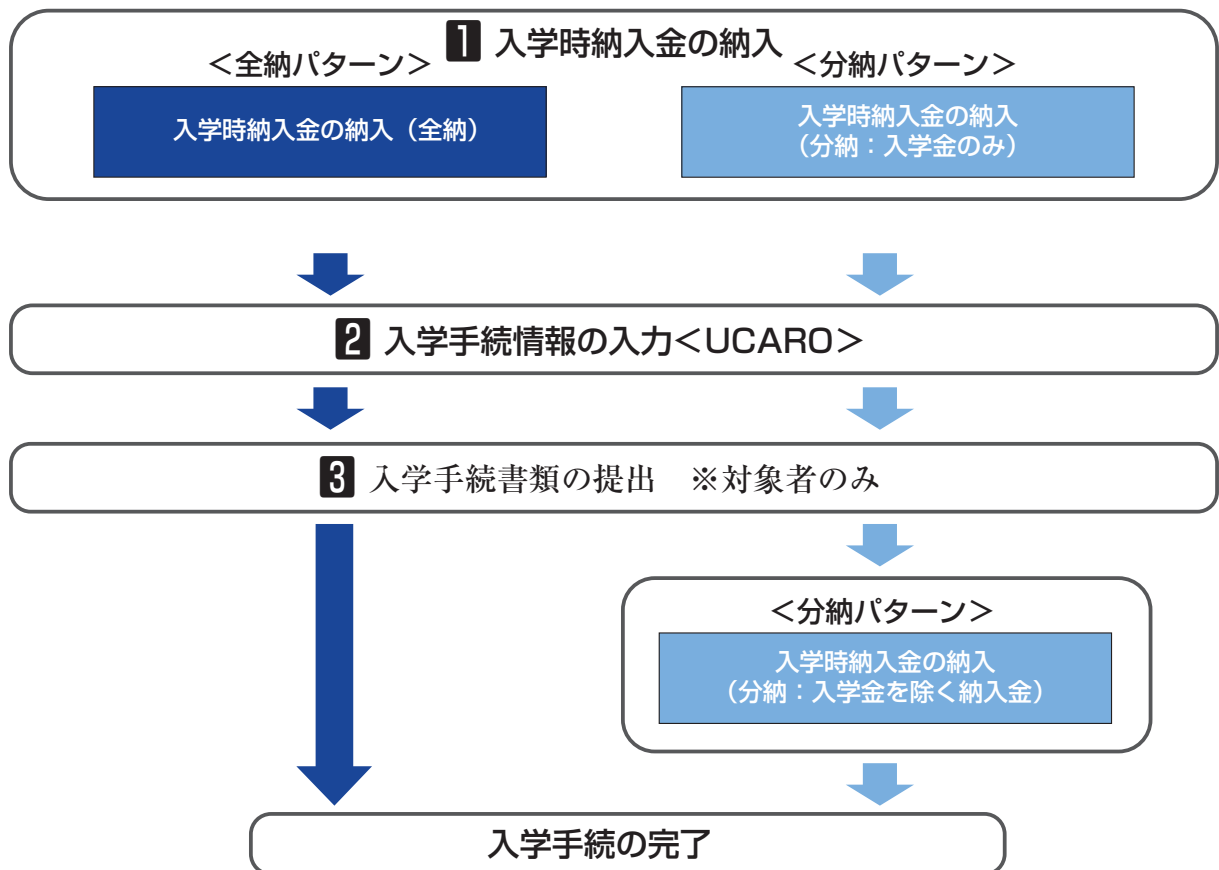 1 入学時納入金の納入
＜全納パターン＞
＜分納パターン＞
入学時納入金の納入（全納）
入学時納入金の納入
（分納：入学金のみ）
2 入学手続情報の入力＜UCARO＞
3 入学手続書類の提出　※対象者のみ
＜分納パターン＞
入学時納入金の納入
（分納：入学金を除く納入金）
入学手続の完了